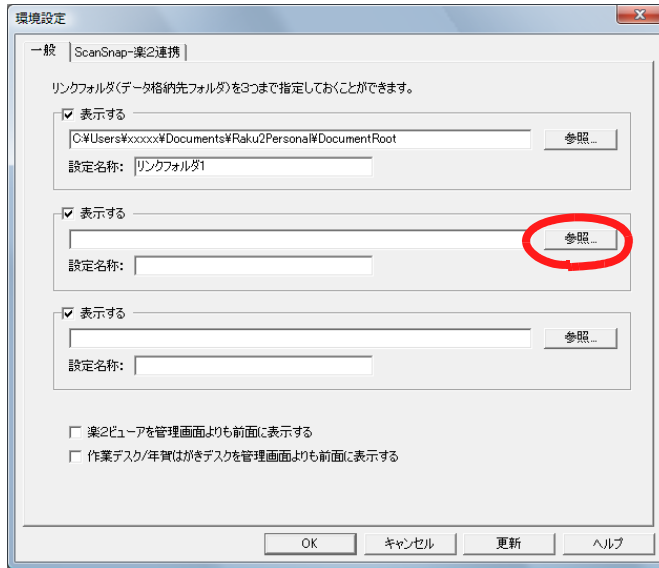 環境設定
一般 ScanSnap-楽2連携
リンクフォルダ(データ格納先フォルダ)を3つまで指定しておくことができます。
表示する
C:¥Users¥xxxxx¥Documents¥Raku2Personal¥DocumentRoot 参照...
設定名称: リンクフォルダ1
表示する
参照...
設定名称:
表示する
参照...
設定名称:
楽2ビューアを管理画面よりも前面に表示する
作業デスク/年賀はがきデスクを管理画面よりも前面に表示する
OK キャンセル 更新 ヘルプ